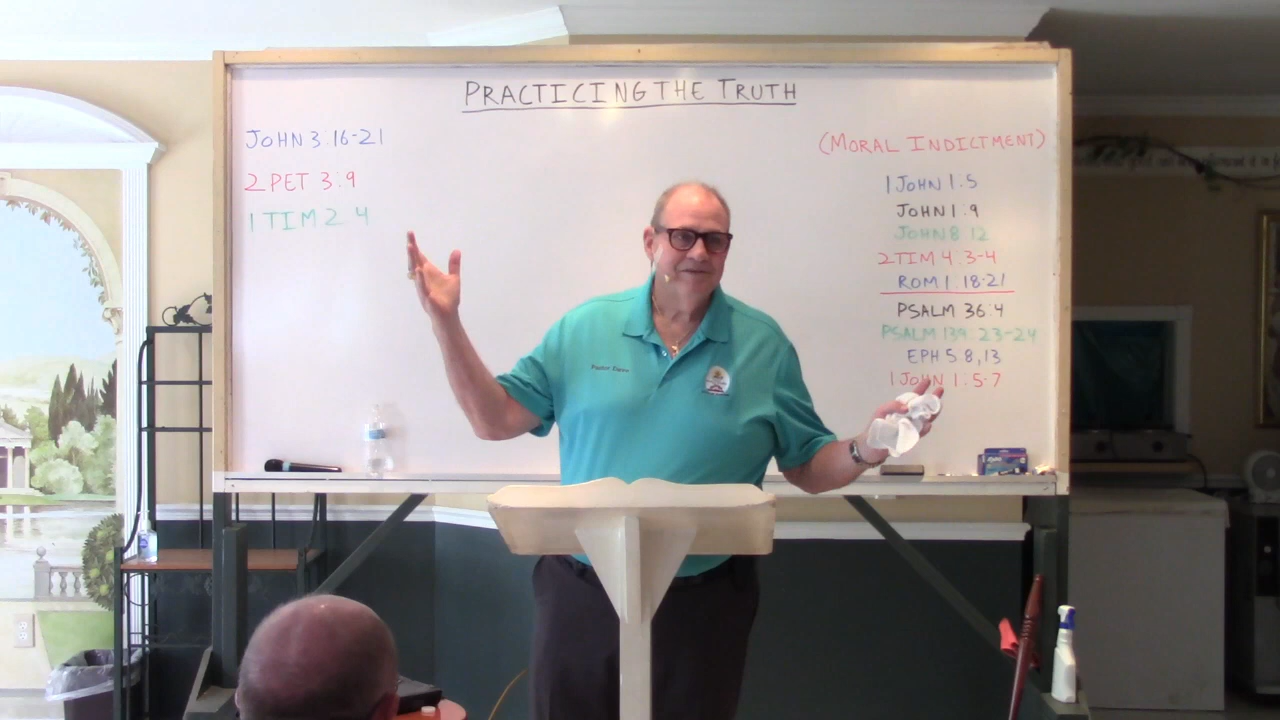 PRACTICING THE TRUTH
JOHN 3:16-21
2 PET 3:9
1 TIM 2 4
(MORAL INDICTMENT)
1 JOHN 1:5
JOHN 1:9
JOHN 8 12
2 TIM 4:3-4
ROM 1:18-21
PSALM 36:4
PSALM 139:23-24
EPH 5 8,13
1 JOHN 1:5-7
Pastor
EXPO